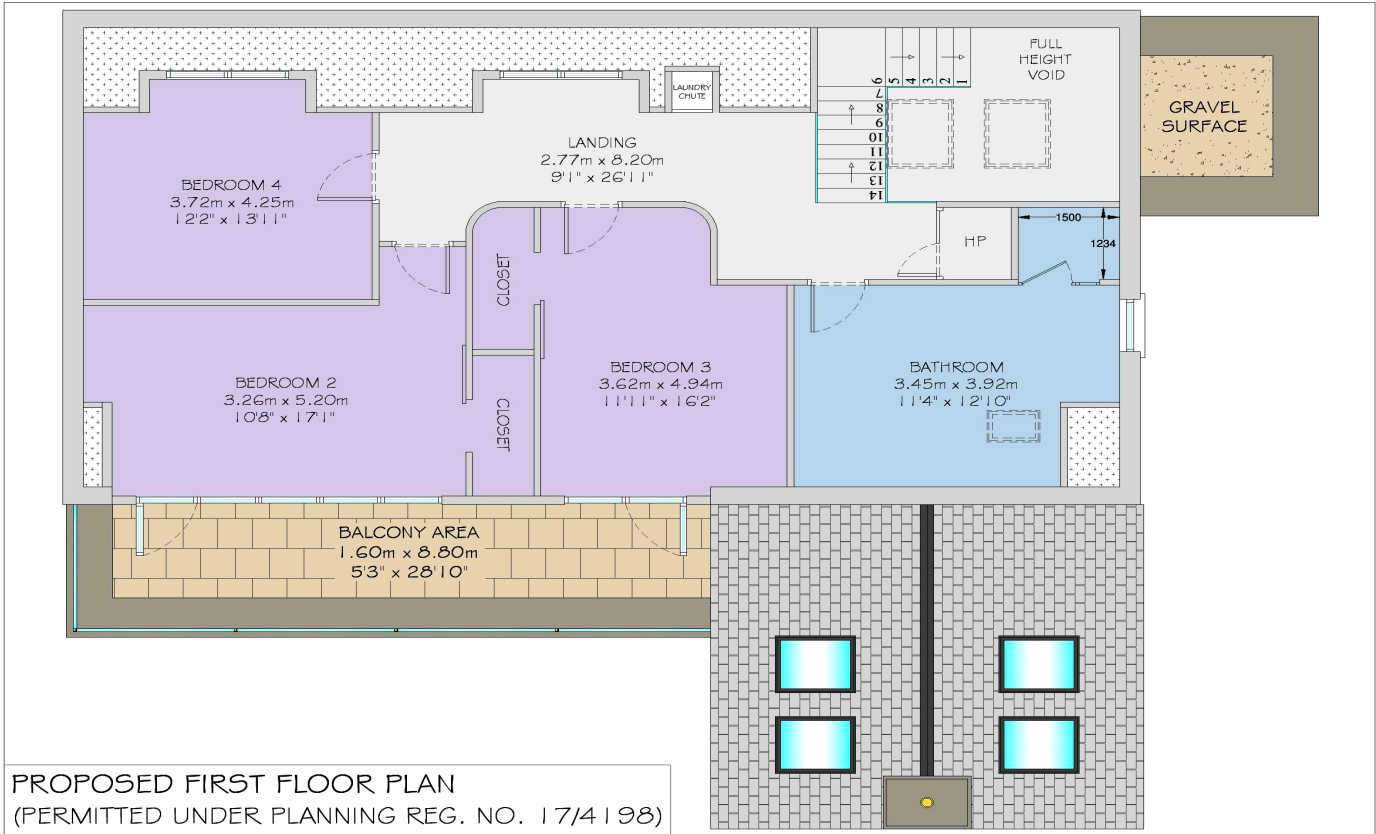 FULL
HEIGHT
VOID
LAUNDRY
CHUTE
6
5
4
3
2
1
7
8
9
10
11
12
13
14
GRAVEL
SURFACE
LANDING
2.77m x 8.20m
9'1" x 26'11"
BEDROOM 4
3.72m x 4.25m
12'2" x 13'11"
1500
1234
HP
CLOSET
BEDROOM 2
3.26m x 5.20m
10'8" x 17'1"
BEDROOM 3
3.62m x 4.94m
11'11" x 16'2"
BATHROOM
3.45m x 3.92m
11'4" x 12'10"
CLOSET
BALCONY AREA
1.60m x 8.80m
5'3" x 28'10"
PROPOSED FIRST FLOOR PLAN
(PERMITTED UNDER PLANNING REG. NO. 17/4198)